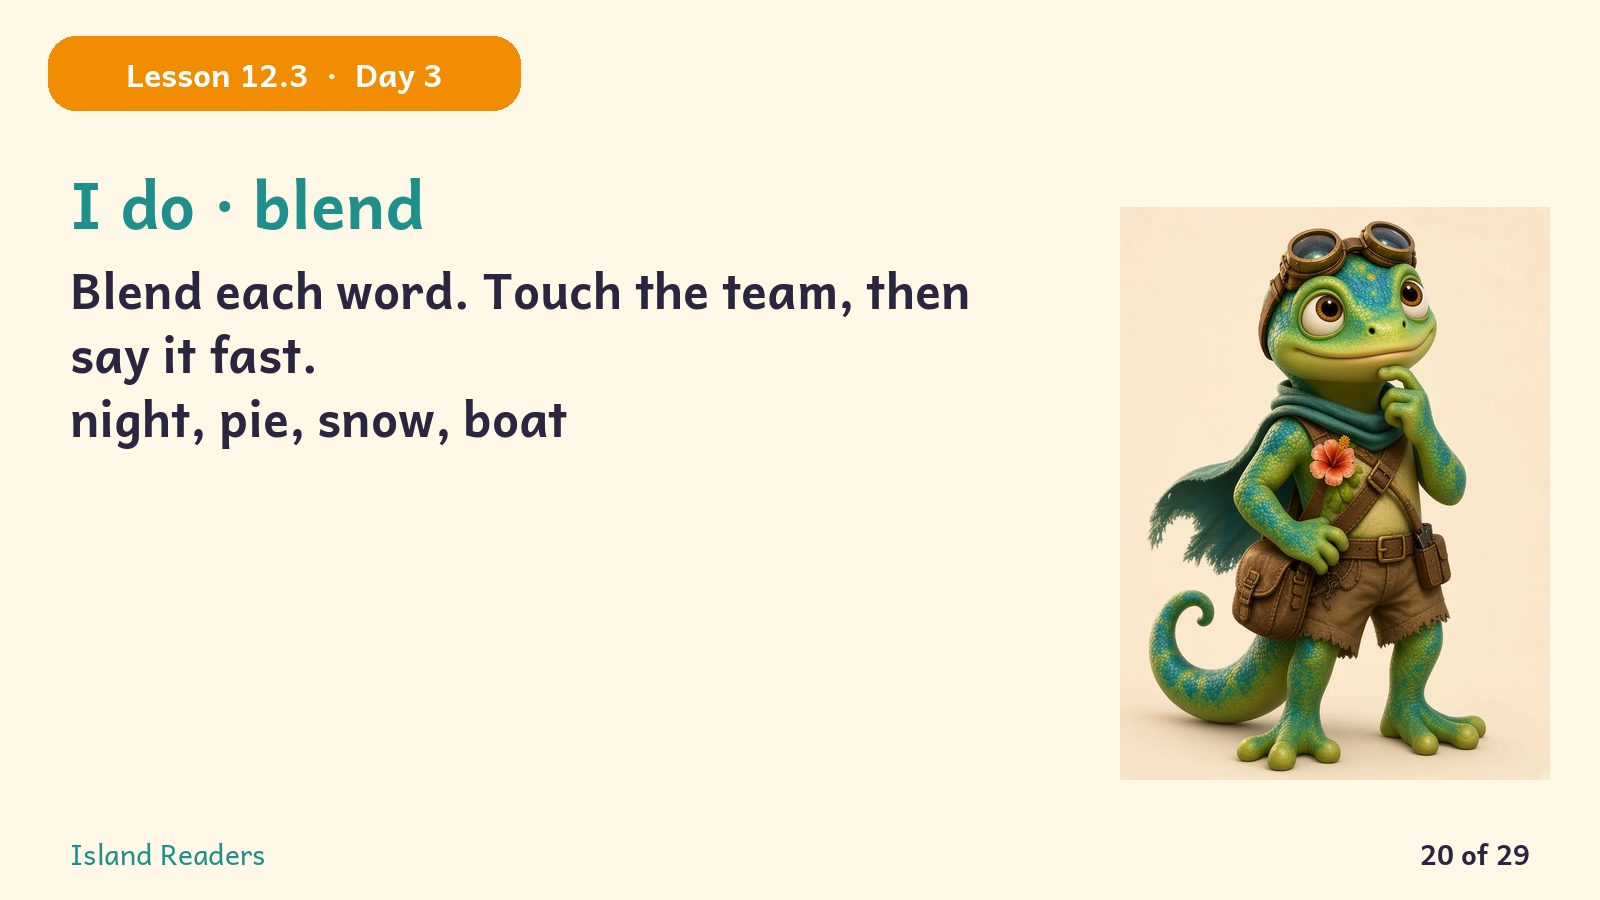 Lesson 12.3 · Day 3
I do · blend
Blend each word. Touch the team, then
say it fast.
night, pie, snow, boat
Island Readers
20 of 29